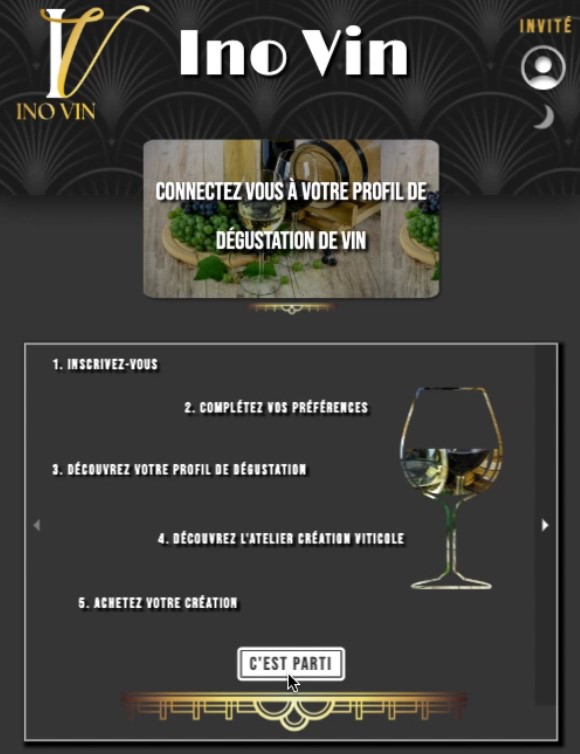 INO VIN
Ino Vin
INVITÉ
CONNECTEZ VOUS À VOTRE PROFIL DE
DÉGUSTATION DE VIN
1. INSCRIVEZ-VOUS
2. COMPLÉTEZ VOS PRÉFÉRENCES
3. DÉCOUVREZ VOTRE PROFIL DE DÉGUSTATION
4. DÉCOUVREZ L'ATELIER CRÉATION VITICOLE
5. ACHETEZ VOTRE CRÉATION
C'EST PARTI